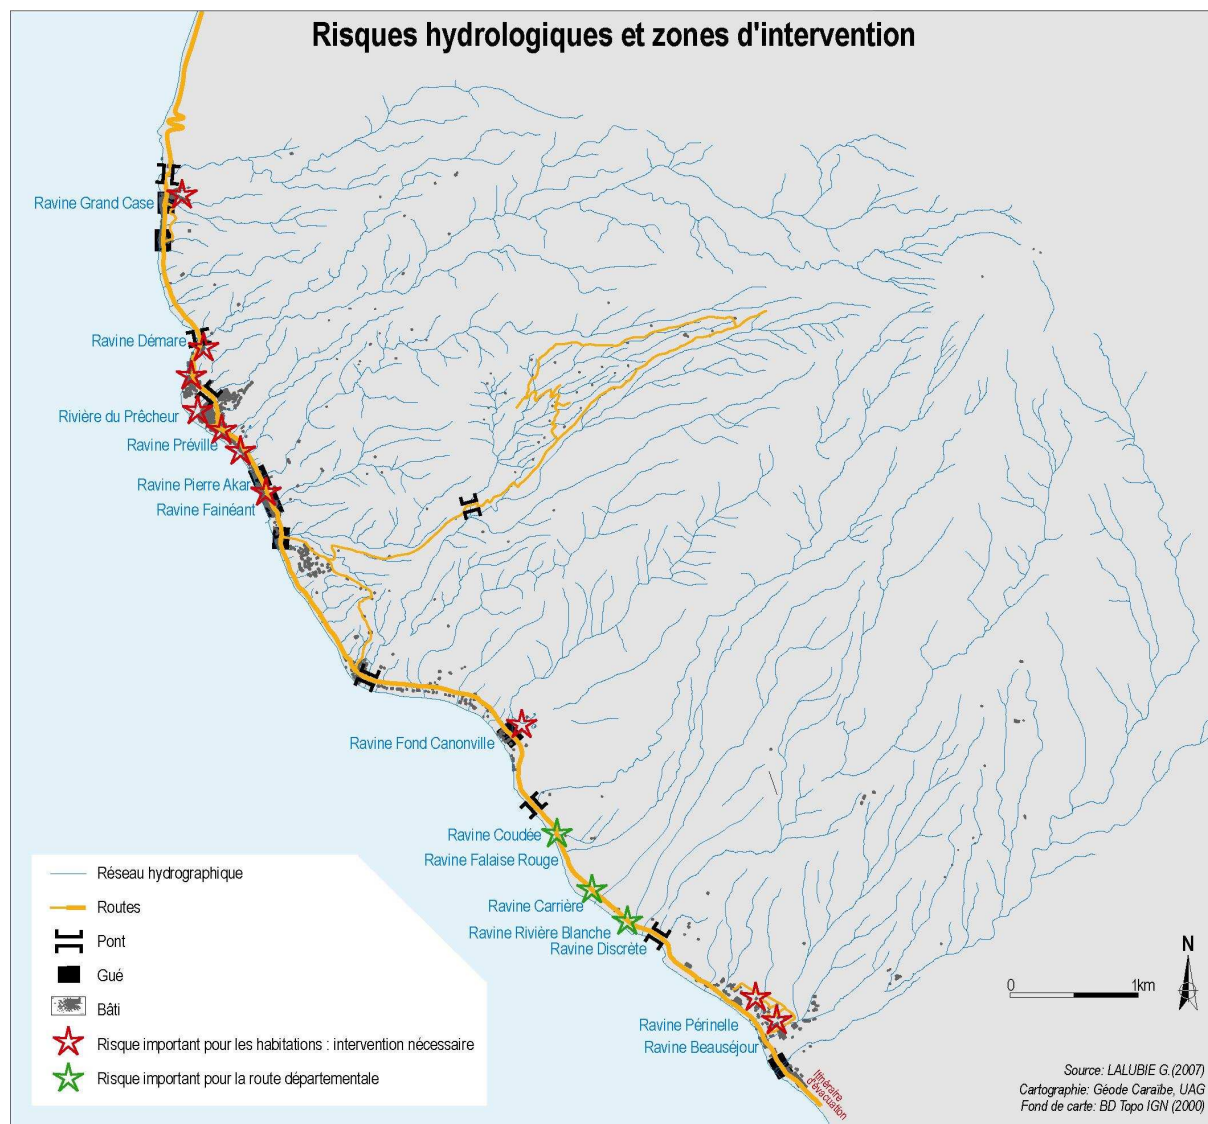 Risques hydrologiques et zones d'intervention
Ravine Grand Case
Ravine Démare
Rivière du Prêcheur
Ravine Préville
Ravine Pierre Akar
Ravine Fainéant
Ravine Fond Canonville
Ravine Coudée
Ravine Falaise Rouge
Ravine Carrière
Ravine Rivière Blanche
Ravine Discrète
Ravine Périnelle
Ravine Beauséjour
Itinéraire
d'évacuation
Réseau hydrographique
Routes
Pont
Gué
Bâti
Risque important pour les habitations : intervention nécessaire
Risque important pour la route départementale
N
0 1km
Source: LALUBIE G.(2007)
Cartographie: Géode Caraïbe, UAG
Fond de carte: BD Topo IGN (2000)